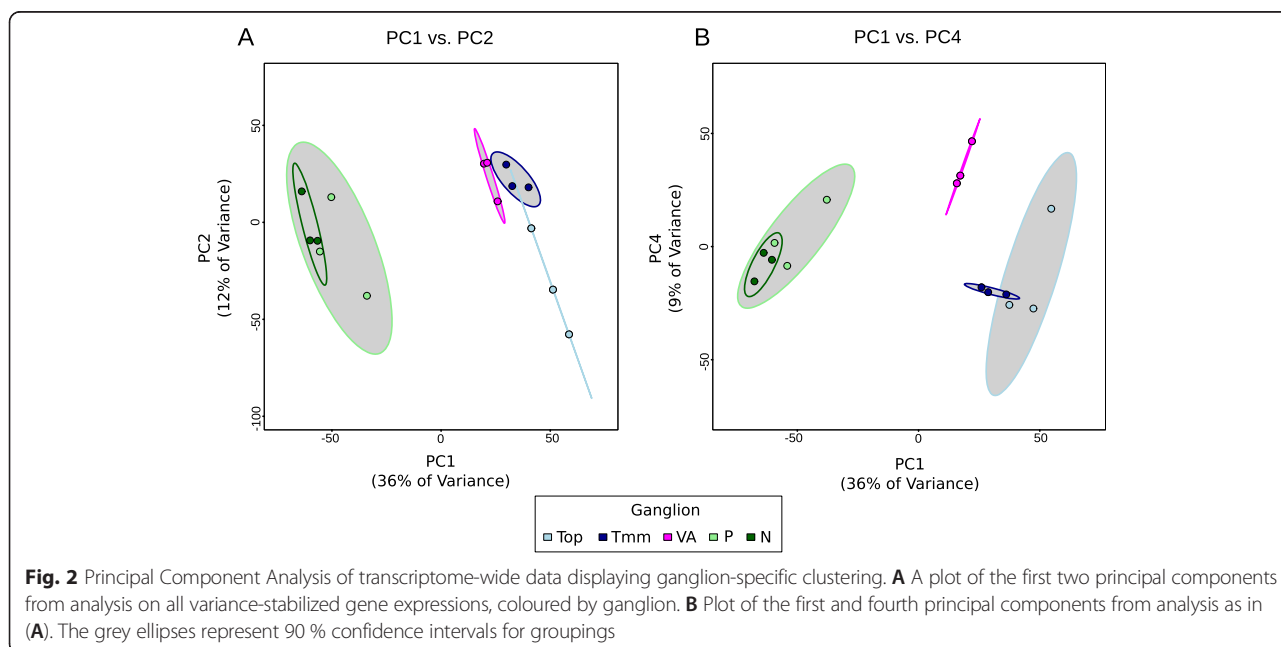 A
PC1 vs. PC2
B
PC1 vs. PC4
PC2
(12% of Variance)
50
0
-50
-100
-50
0
50
PC1
(36% of Variance)
PC4
(9% of Variance)
50
0
-50
-50
0
50
PC1
(36% of Variance)
Ganglion
Top Tmm VA P N
Fig. 2 Principal Component Analysis of transcriptome-wide data displaying ganglion-specific clustering. A A plot of the first two principal components
from analysis on all variance-stabilized gene expressions, coloured by ganglion. B Plot of the first and fourth principal components from analysis as in
(A). The grey ellipses represent 90 % confidence intervals for groupings